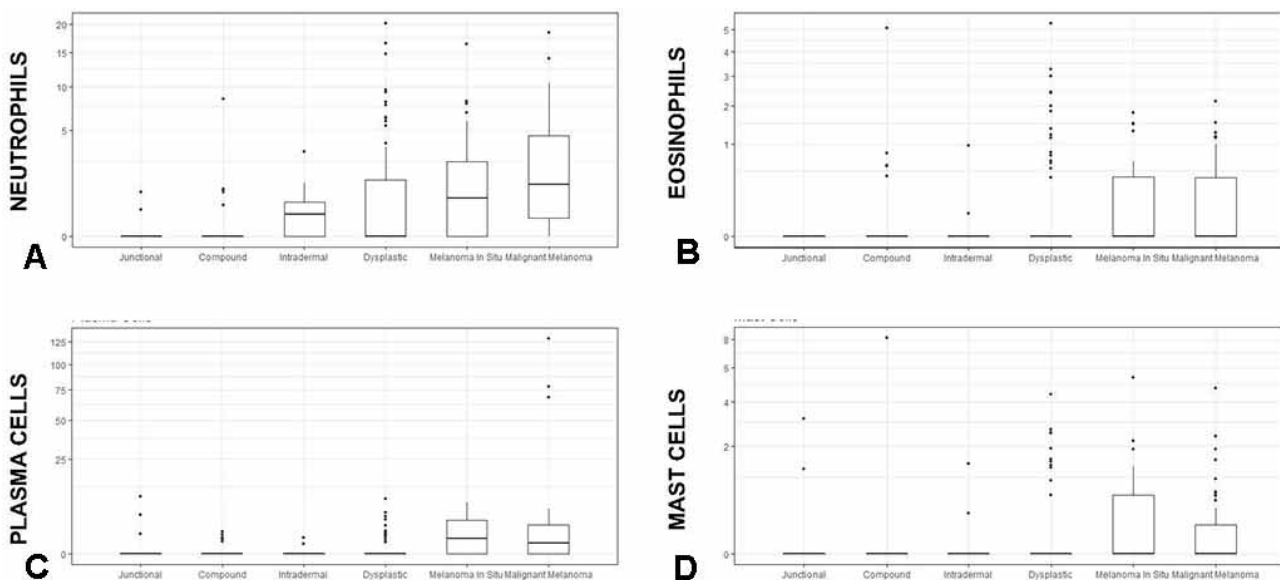 NEUTROPHILS
20
15
10
5
0
A
Junctional Compound Intradermal Dysplastic Melanoma In Situ Malignant Melanoma
EOSINOPHILS
5
4
3
2
1
0
B
Junctional Compound Intradermal Dysplastic Melanoma In Situ Malignant Melanoma
PLASMA CELLS
125
100
75
50
25
0
C
Junctional Compound Intradermal Dysplastic Melanoma In Situ Malignant Melanoma
MAST CELLS
8
4
2
0
D
Junctional Compound Intradermal Dysplastic Melanoma In Situ Malignant Melanoma